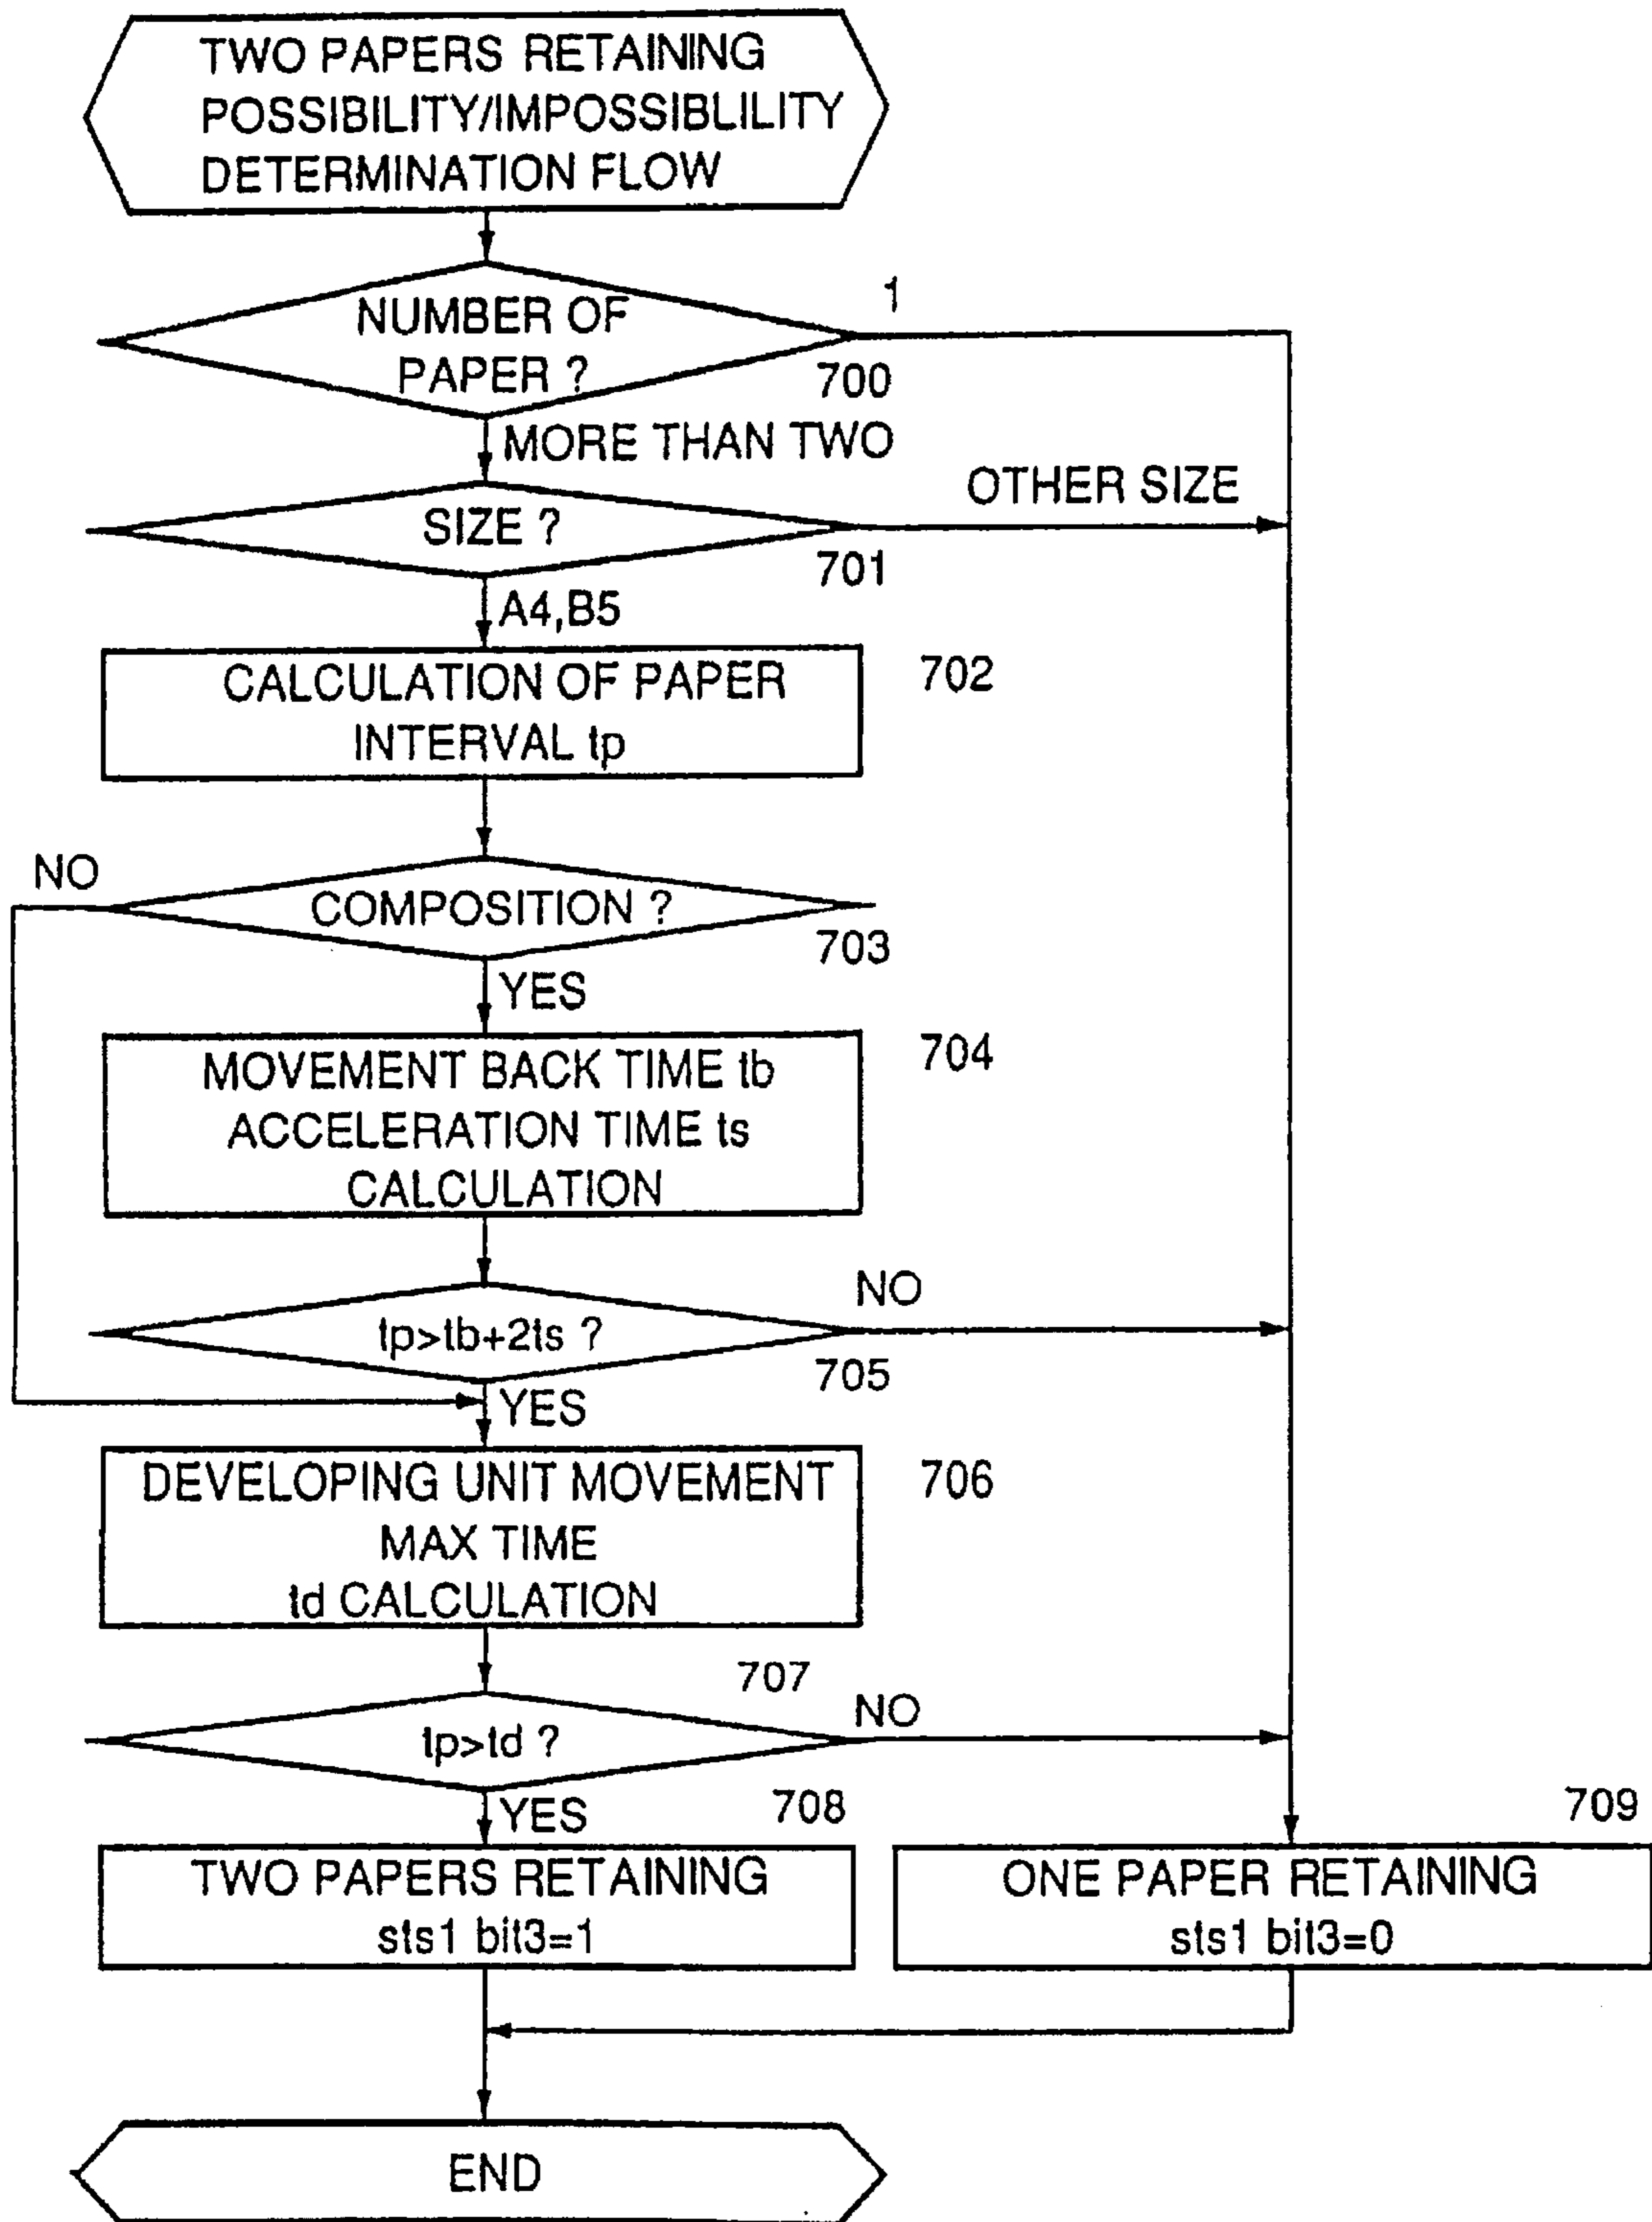 TWO PAPERS RETAINING
POSSIBILITY/IMPOSSIBLILITY
DETERMINATION FLOW
NUMBER OF
PAPER ?
1
700
MORE THAN TWO
SIZE ?
OTHER SIZE
701
A4,B5
CALCULATION OF PAPER
INTERVAL tp
702
NO
COMPOSITION ?
703
YES
MOVEMENT BACK TIME tb
ACCELERATION TIME ts
CALCULATION
704
tp>tb+2ts ?
NO
705
YES
DEVELOPING UNIT MOVEMENT
MAX TIME
td CALCULATION
706
707
tp>td ?
NO
YES
708
TWO PAPERS RETAINING
sts1 bit3=1
709
ONE PAPER RETAINING
sts1 bit3=0
END